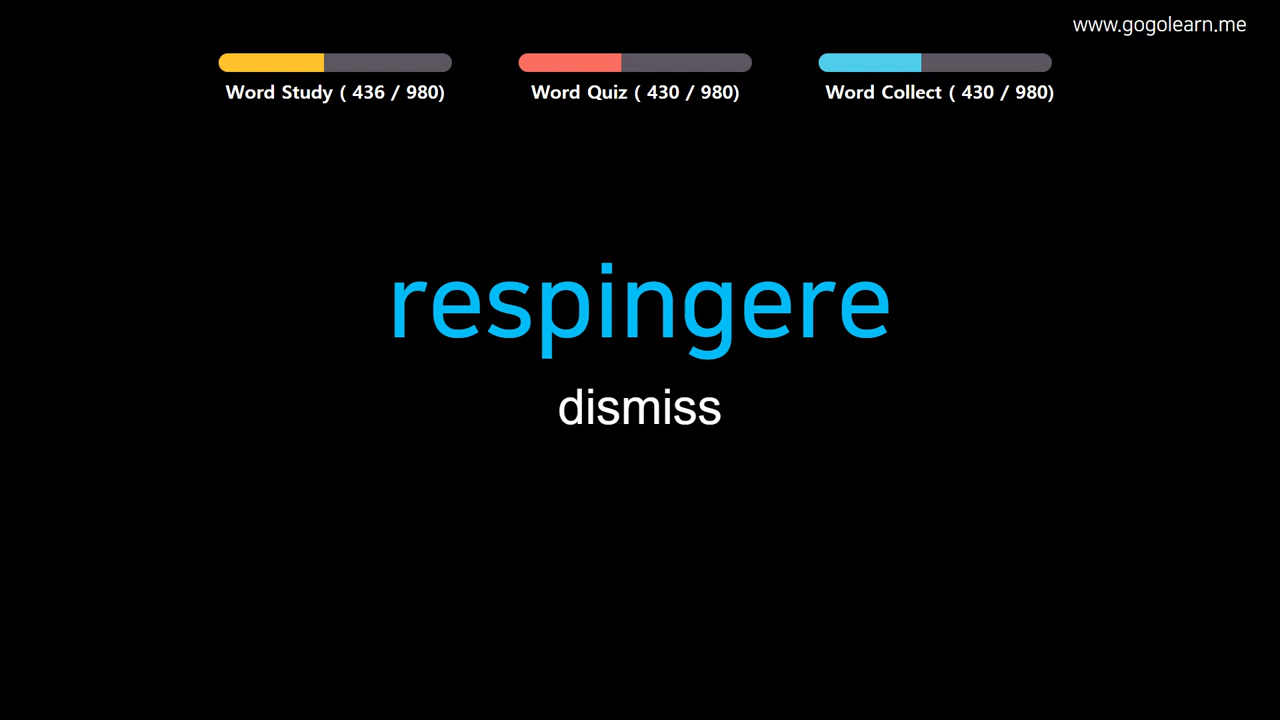 www.gogolearn.me
Word Study ( 436 / 980)
Word Quiz ( 430 / 980)
Word Collect ( 430 / 980)
respingere
dismiss